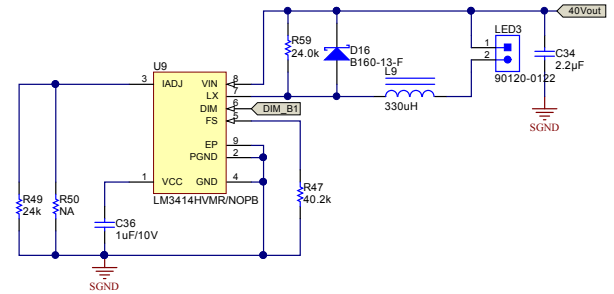 40Vout
LED3
R59
24.0k
D16
B160-13-F
1
2
90120-0122
C34
2.2µF
SGND
L9
330uH
U9
3
IADJ
VIN
8
LX
7
DIM
6
DIM_B1
FS
5
EP
9
PGND
2
1
VCC
GND
4
LM3414HVMR/NOPB
R49
24k
R50
NA
C36
1uF/10V
R47
40.2k
SGND